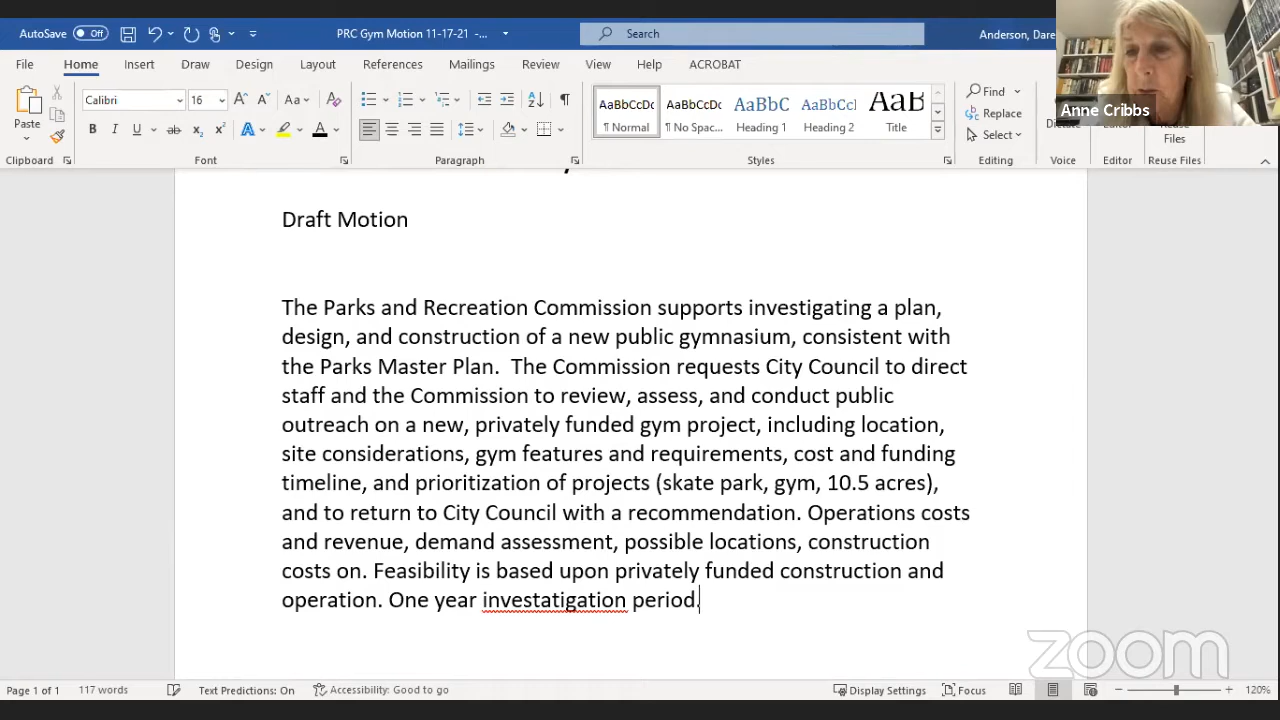 AutoSave Off PRC Gym Motion 11-17-21 -... Search Anderson, Dare
File Home Insert Draw Design Layout References Mailings Review View Help ACROBAT
Anne Cribbs
Paste Calibri 16 Aa AaBbCcDc AaBbCcDc AaBbC AaBbCcI AaB Find
B I U ab x2 x2 A A ¶ Normal ¶ No Spac... Heading 1 Heading 2 Title Replace
Select
Reuse
Files
Clipboard Font Paragraph Styles Editing Voice Editor Reuse Files
Draft Motion
The Parks and Recreation Commission supports investigating a plan,
design, and construction of a new public gymnasium, consistent with
the Parks Master Plan.  The Commission requests City Council to direct
staff and the Commission to review, assess, and conduct public
outreach on a new, privately funded gym project, including location,
site considerations, gym features and requirements, cost and funding
timeline, and prioritization of projects (skate park, gym, 10.5 acres),
and to return to City Council with a recommendation. Operations costs
and revenue, demand assessment, possible locations, construction
costs on. Feasibility is based upon privately funded construction and
operation. One year investatigation period.
zoom
Page 1 of 1 117 words Text Predictions: On Accessibility: Good to go Display Settings Focus 120%